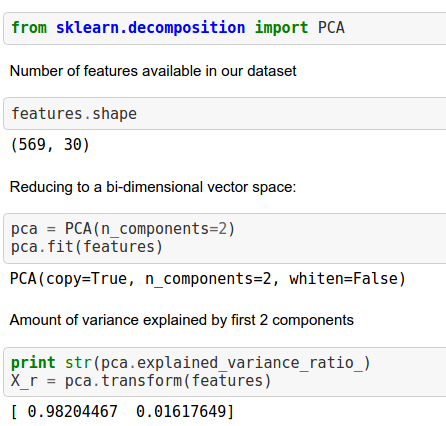 from sklearn.decomposition import PCA
Number of features available in our dataset
features.shape
(569, 30)
Reducing to a bi-dimensional vector space:
pca = PCA(n_components=2)
pca.fit(features)
PCA(copy=True, n_components=2, whiten=False)
Amount of variance explained by first 2 components
print str(pca.explained_variance_ratio_)
X_r = pca.transform(features)
[ 0.98204467  0.01617649]